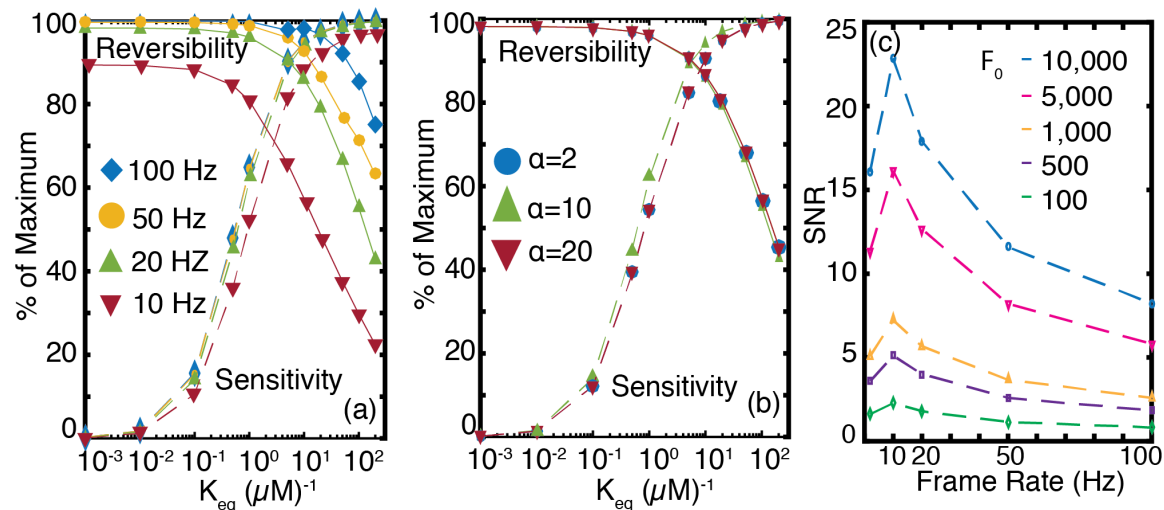 Reversibility
100 Hz
50 Hz
20 HZ
10 Hz
Sensitivity
(a)
% of Maximum
100
80
60
40
20
0
10-3 10-2 10-1 100 101 102
Keq (µM)-1
Reversibility
α=2
α=10
α=20
Sensitivity
(b)
% of Maximum
100
80
60
40
20
0
10-3 10-2 10-1 100 101 102
Keq (µM)-1
(c)
F0
10,000
5,000
1,000
500
100
SNR
25
20
15
10
5
0
10 20 50 100
Frame Rate (Hz)